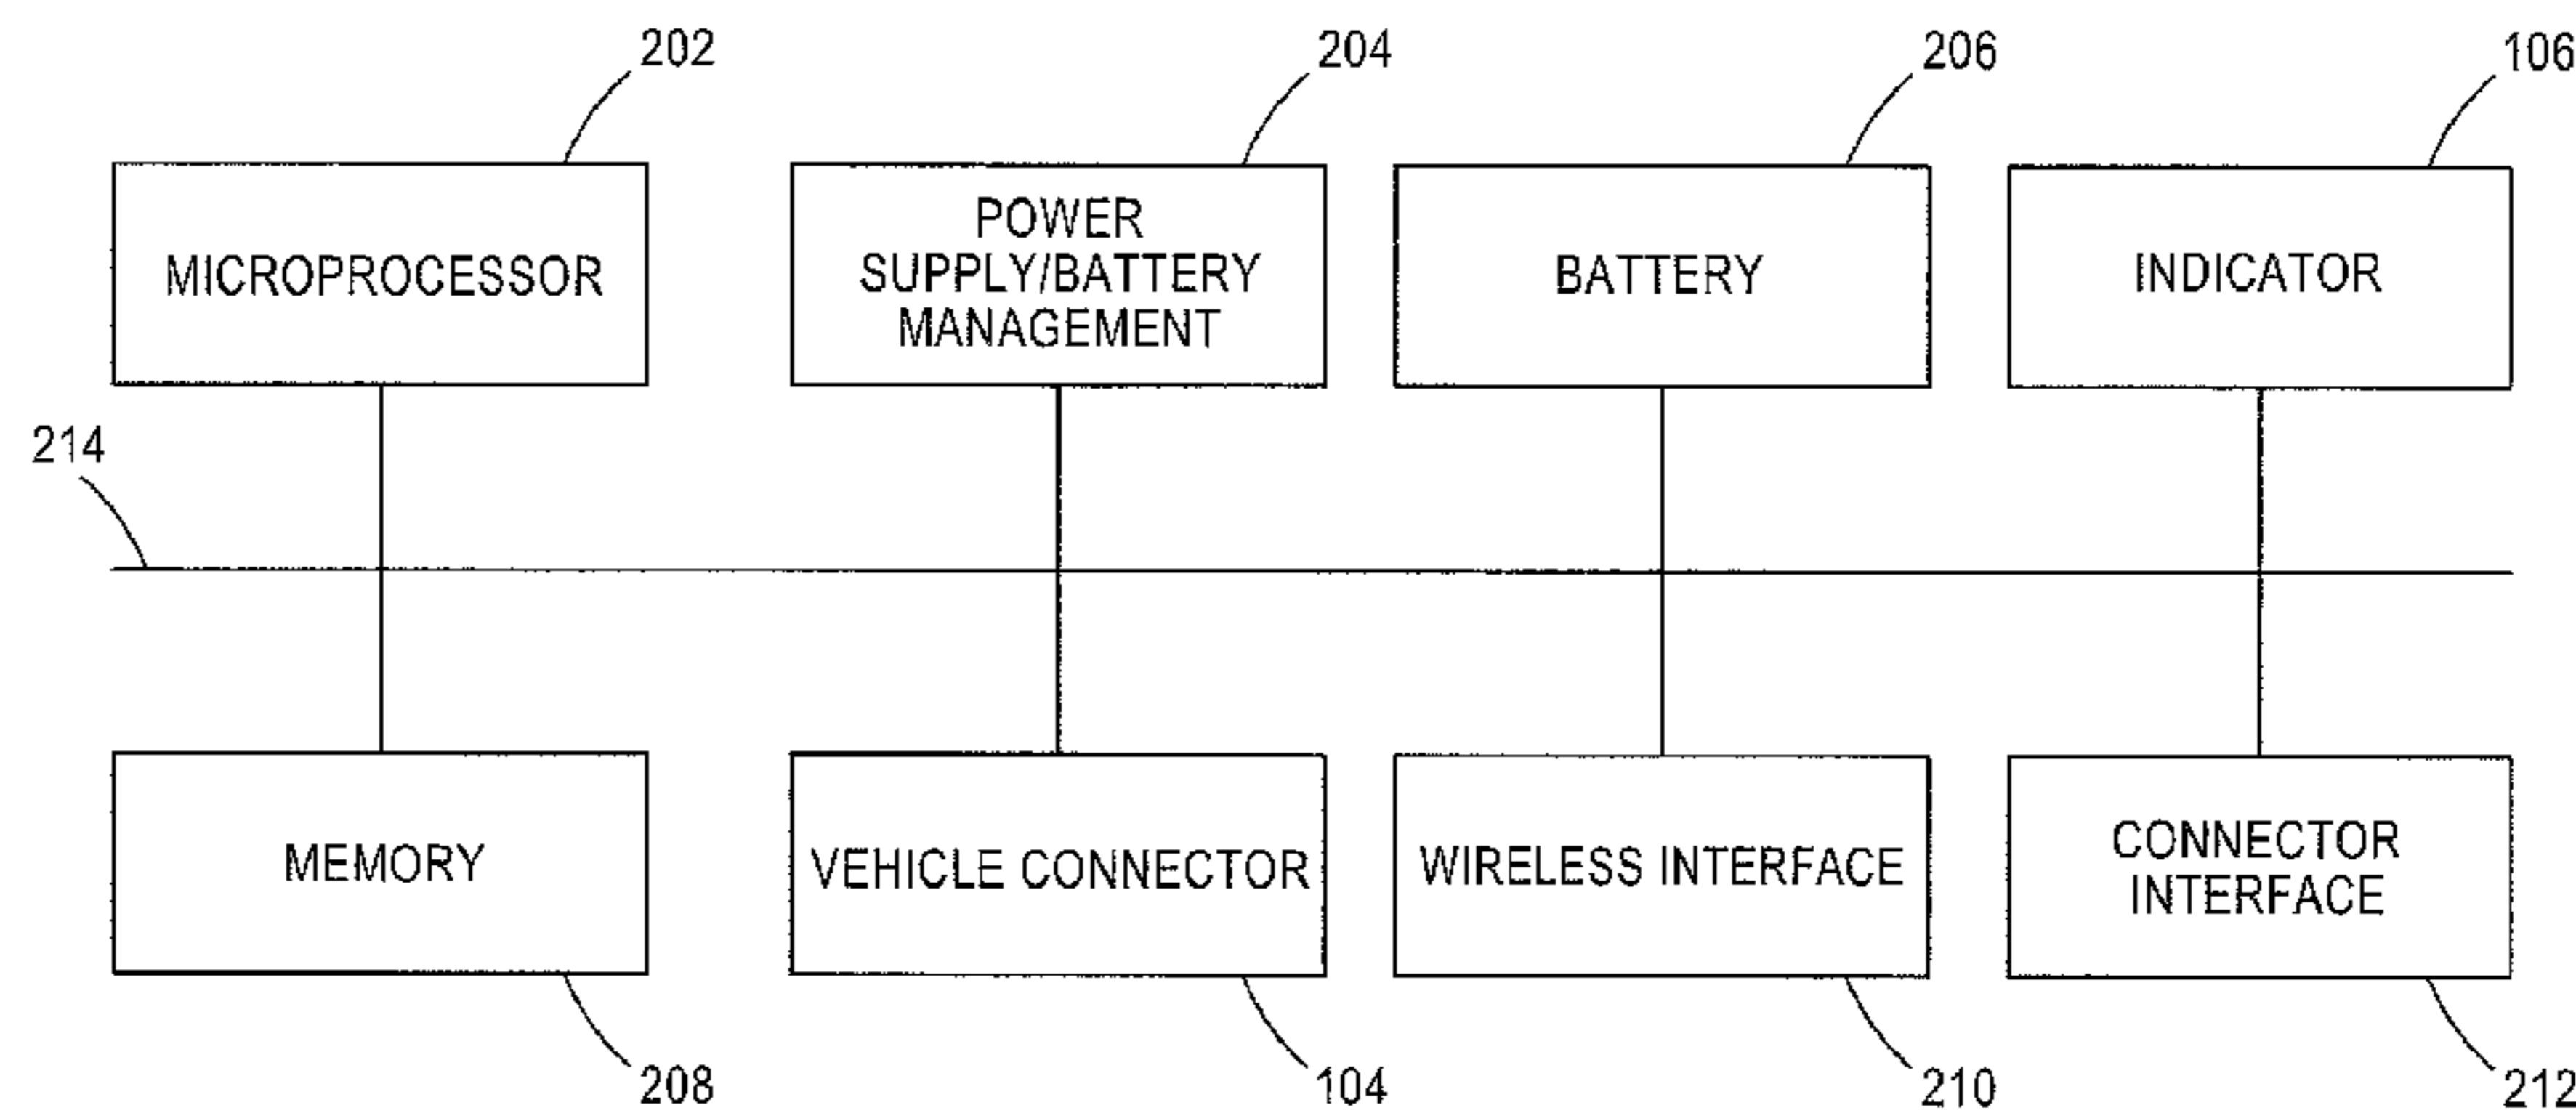 202
204
206
106
MICROPROCESSOR
POWER
SUPPLY/BATTERY
MANAGEMENT
BATTERY
INDICATOR
214
MEMORY
VEHICLE CONNECTOR
WIRELESS INTERFACE
CONNECTOR
INTERFACE
208
104
210
212